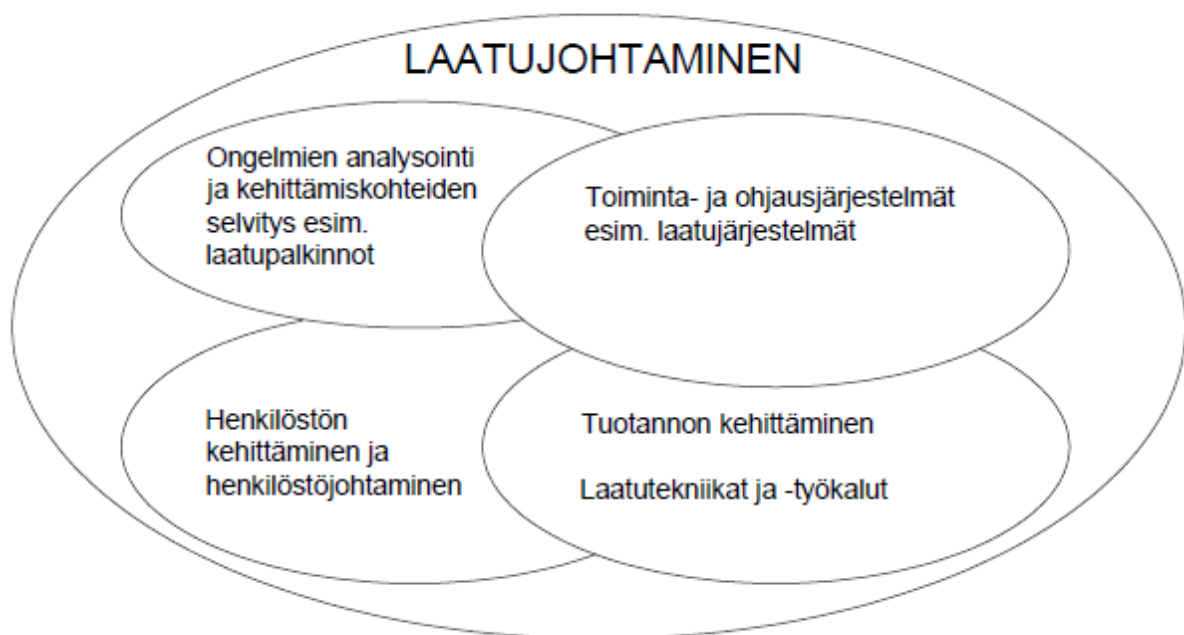 LAATUJOHTAMINEN
Ongelmien analysointi
ja kehittämiskohteiden
selvitys esim.
laatupalkinnot
Toiminta- ja ohjausjärjestelmät
esim. laatujärjestelmät
Henkilöstön
kehittäminen ja
henkilöstöjohtaminen
Tuotannon kehittäminen
Laatutekniikat ja -työkalut